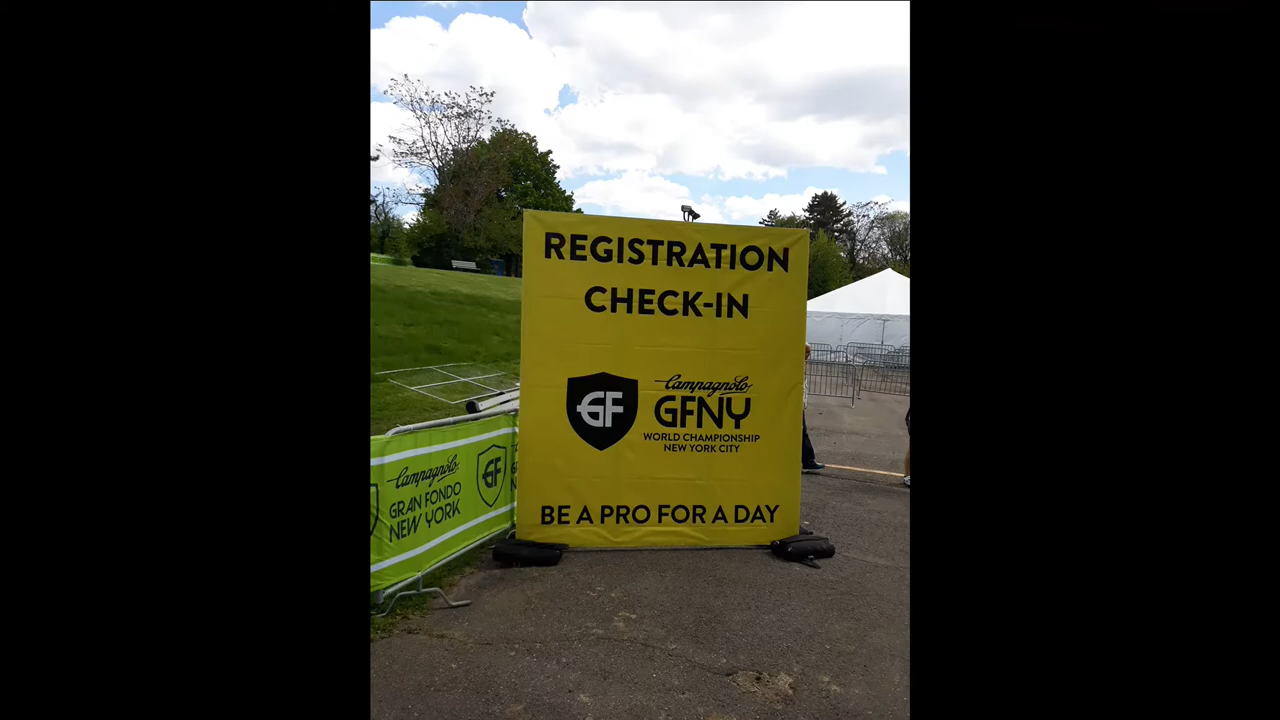 REGISTRATION
CHECK-IN
GF
Campagnolo
GFNY
WORLD CHAMPIONSHIP
NEW YORK CITY
BE A PRO FOR A DAY
Campagnolo
GRAN FONDO
NEW YORK
GF